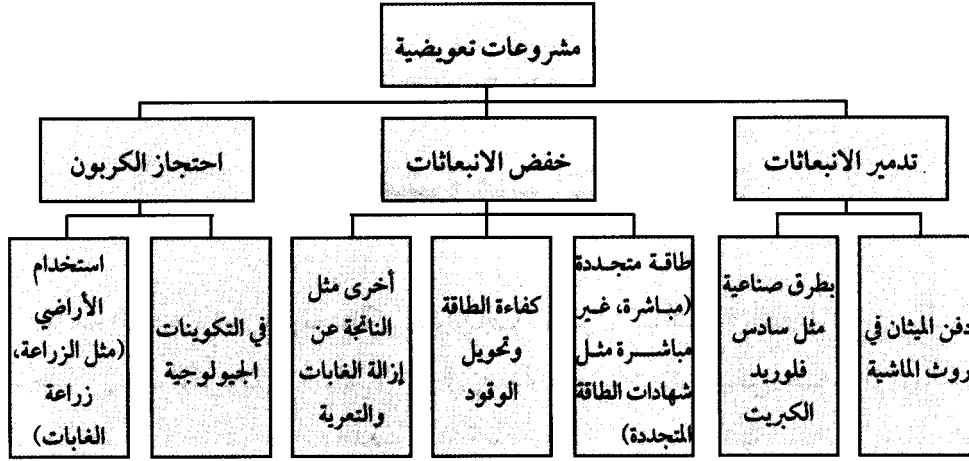 مشروعات تعويضية
تدمير الانبعاثات
خفض الانبعاثات
احتجاز الكربون
دفن الميثان في
روث الماشية
بطرق صناعية
مثل سادس
فلوريد
الكبريت
طاقة متجددة
(مباشرة، غير
مباشرة مثل
شهادات الطاقة
المتجددة)
كفاءة الطاقة
وتحويل
الوقود
أخرى مثل
الناتجة عن
إزالة الغابات
والتعرية
في التكوينات
الجيولوجية
استخدام
الأراضي
(مثل الزراعة،
زراعة
الغابات)